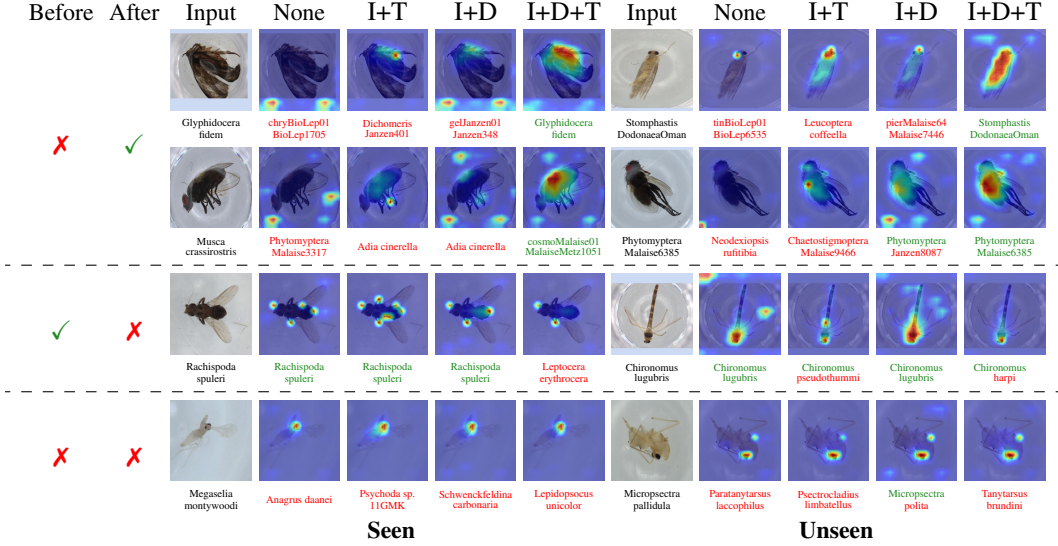 Before After Input None I+T I+D I+D+T Input None I+T I+D I+D+T
✗ ✓
Glyphidocera chryBioLep01 Dichomeris gelJanzen01 Glyphidocera Stomphastis tinBioLep01 Leucoptera pierMalaise64 Stomphastis
fidem BioLep1705 Janzen401 Janzen348 fidem DodonaeaOman BioLep6535 coffeella Malaise7446 DodonaeaOman
Musca Phytomyptera Adia cinerella Adia cinerella cosmoMalaise01 Phytomyptera Neodexiopsis Chaetostigmoptera Phytomyptera Phytomyptera
crassirostris Malaise3317 MalaiseMetz1051 Malaise6385 rufitibia Malaise9466 Janzen8087 Malaise6385
✓ ✗
Rachispoda Rachispoda Rachispoda Rachispoda Leptocera Chironomus Chironomus Chironomus Chironomus Chironomus
spuleri spuleri spuleri spuleri erythrocera lugubris lugubris pseudothummi lugubris harpi
✗ ✗
Megaselia Anagrus daanei Psychoda sp. Schwenckfeldina Lepidopsocus Micropsectra Paratanytarsus Psectrocladius Micropsectra Tanytarsus
montywoodi 11GMK carbonaria unicolor pallidula laccophilus limbatellus polita brundini
Seen Unseen